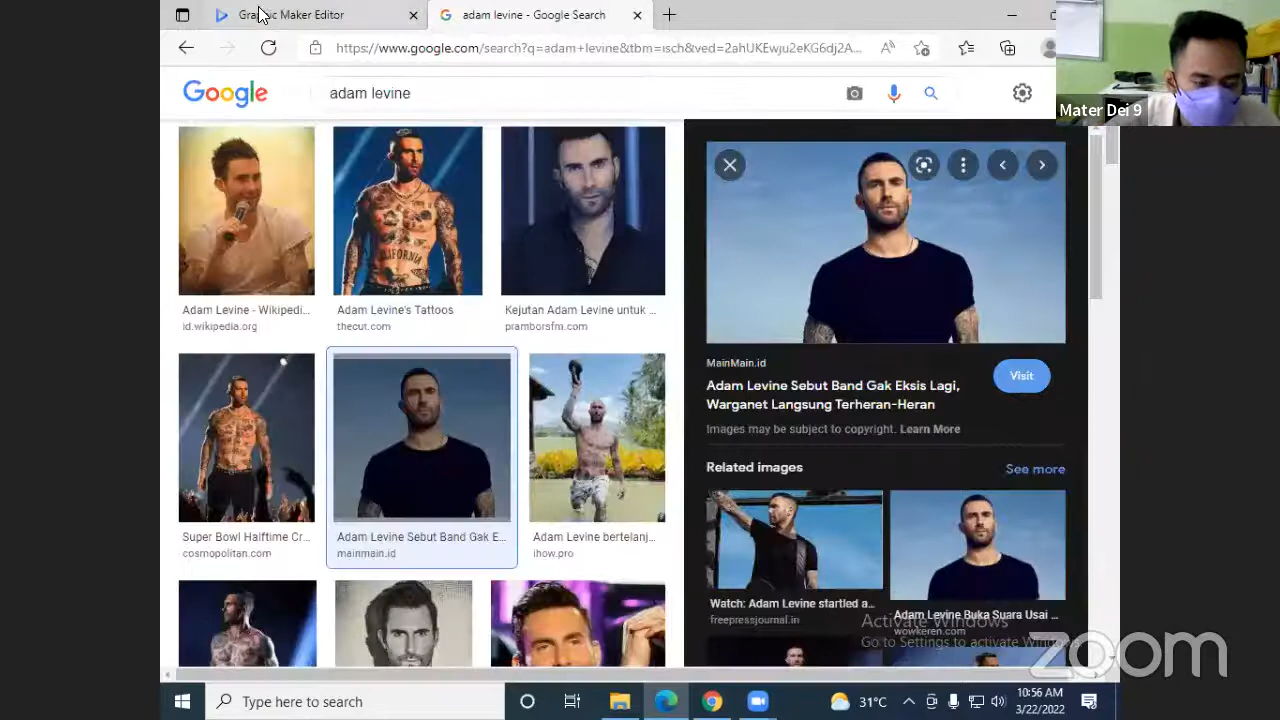 Graphic Maker Editor
adam levine - Google Search
https://www.google.com/search?q=adam+levine&tbm=isch&ved=2ahUKEwju2eKG6dj2A...
Google
adam levine
Mater Dei 9
CALIFORNIA
Adam Levine - Wikipedi...
id.wikipedia.org
Adam Levine's Tattoos
thecut.com
Kejutan Adam Levine untuk ...
pramborsfm.com
Super Bowl Halftime Cr...
cosmopolitan.com
Adam Levine Sebut Band Gak E...
mainmain.id
Adam Levine bertelanj...
ihow.pro
MainMain.id
Adam Levine Sebut Band Gak Eksis Lagi,
Warganet Langsung Terheran-Heran
Visit
Images may be subject to copyright. Learn More
Related images
See more
Watch: Adam Levine startled a...
freepressjournal.in
Adam Levine Buka Suara Usai ...
wowkeren.com
Activate Windows
Go to Settings to activate Windows
zoom
Type here to search
31°C
10:56 AM
3/22/2022